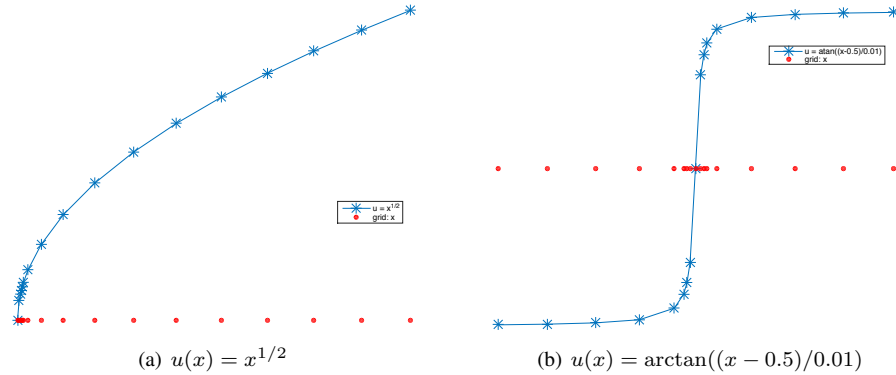 u = x^{1/2}
grid: x
u = atan((x-0.5)/0.01)
grid: x
(a) u(x) = x^{1/2}
(b) u(x) = arctan((x − 0.5)/0.01)